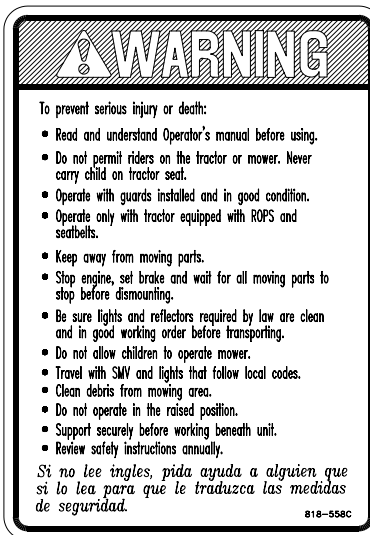 WARNING
To prevent serious injury or death:
• Read and understand Operator's manual before using.
• Do not permit riders on the tractor or mower. Never
carry child on tractor seat.
• Operate with guards installed and in good condition.
• Operate only with tractor equipped with ROPS and
seatbelts.
• Keep away from moving parts.
• Stop engine, set brake and wait for all moving parts to
stop before dismounting.
• Be sure lights and reflectors required by law are clean
and in good working order before transporting.
• Do not allow children to operate mower.
• Travel with SMV and lights that follow local codes.
• Clean debris from mowing area.
• Do not operate in the raised position.
• Support securely before working beneath unit.
• Review safety instructions annually.
Si no lee ingles, pida ayuda a alguien que
si lo lea para que le traduzca las medidas
de seguridad.
818-558C